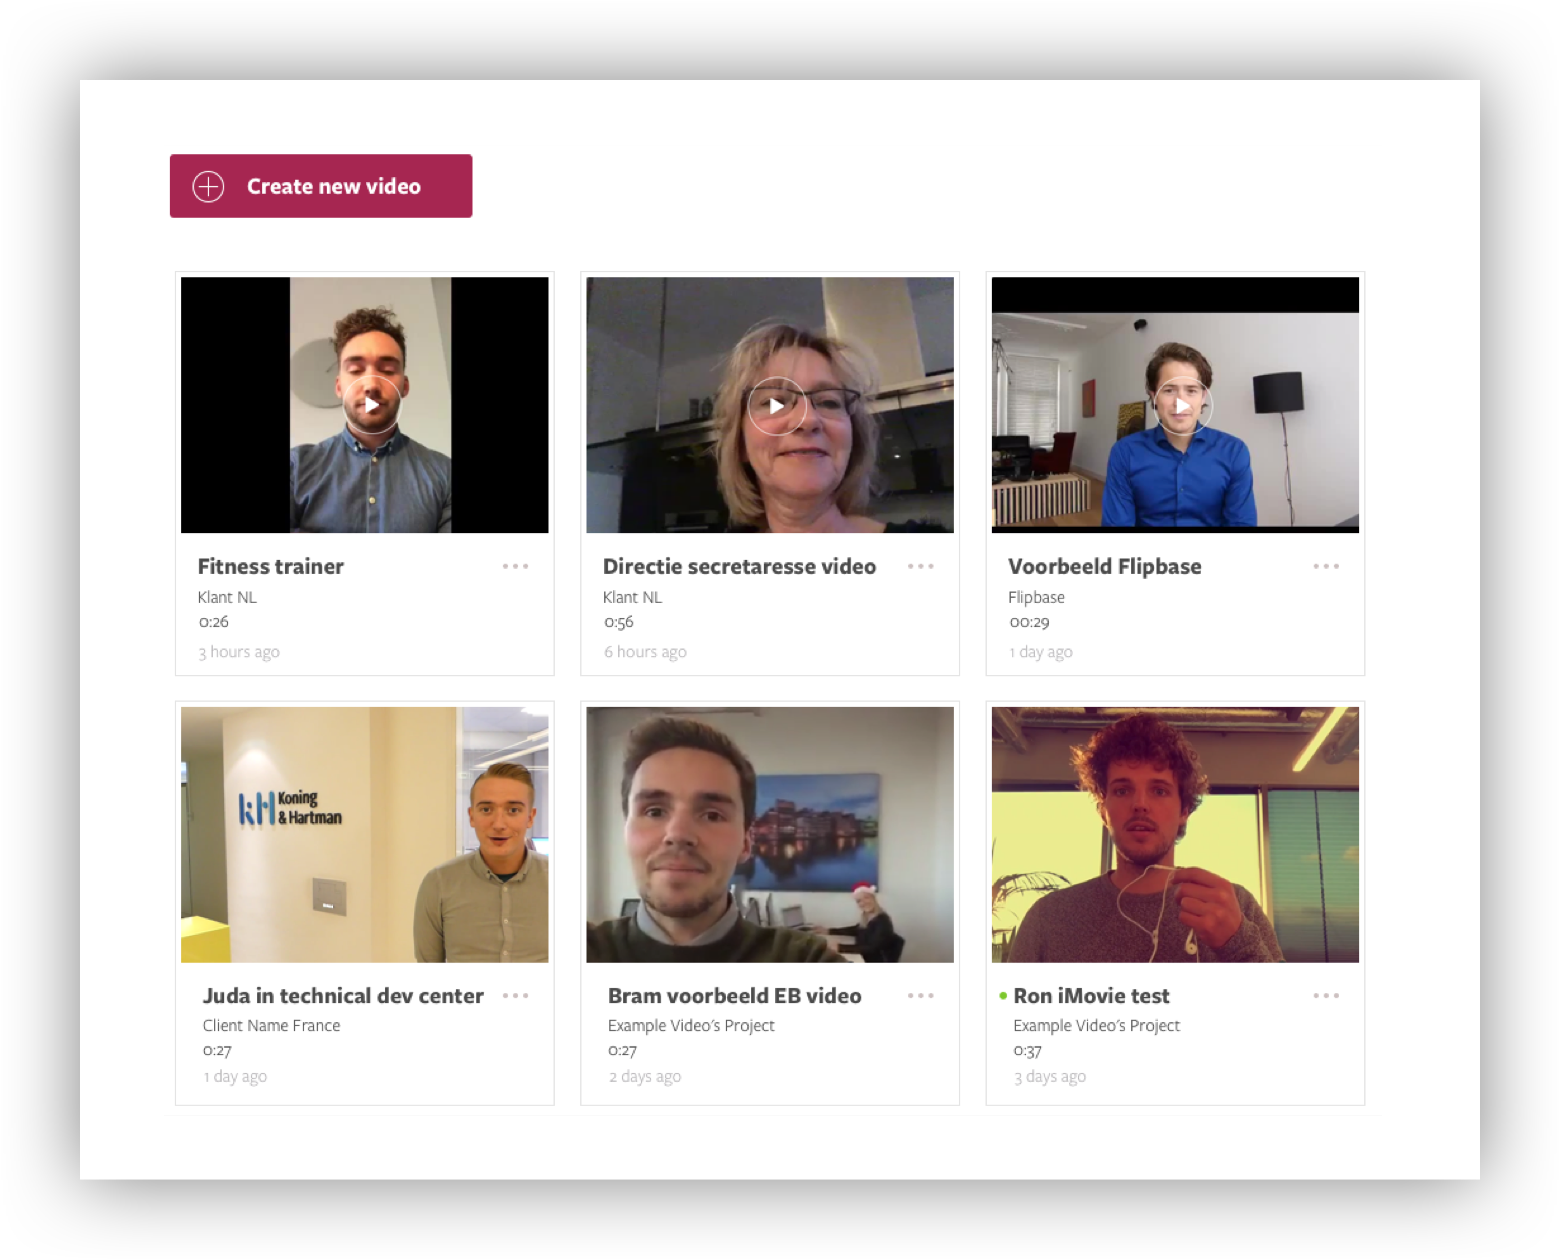 Create new video
Fitness trainer
Klant NL
0:26
3 hours ago
Directie secretaresse video
Klant NL
0:56
6 hours ago
Voorbeeld Flipbase
Flipbase
00:29
1 day ago
kH Koning
& Hartman
Juda in technical dev center
Client Name France
0:27
1 day ago
Bram voorbeeld EB video
Example Video's Project
0:27
2 days ago
Ron iMovie test
Example Video's Project
0:37
3 days ago